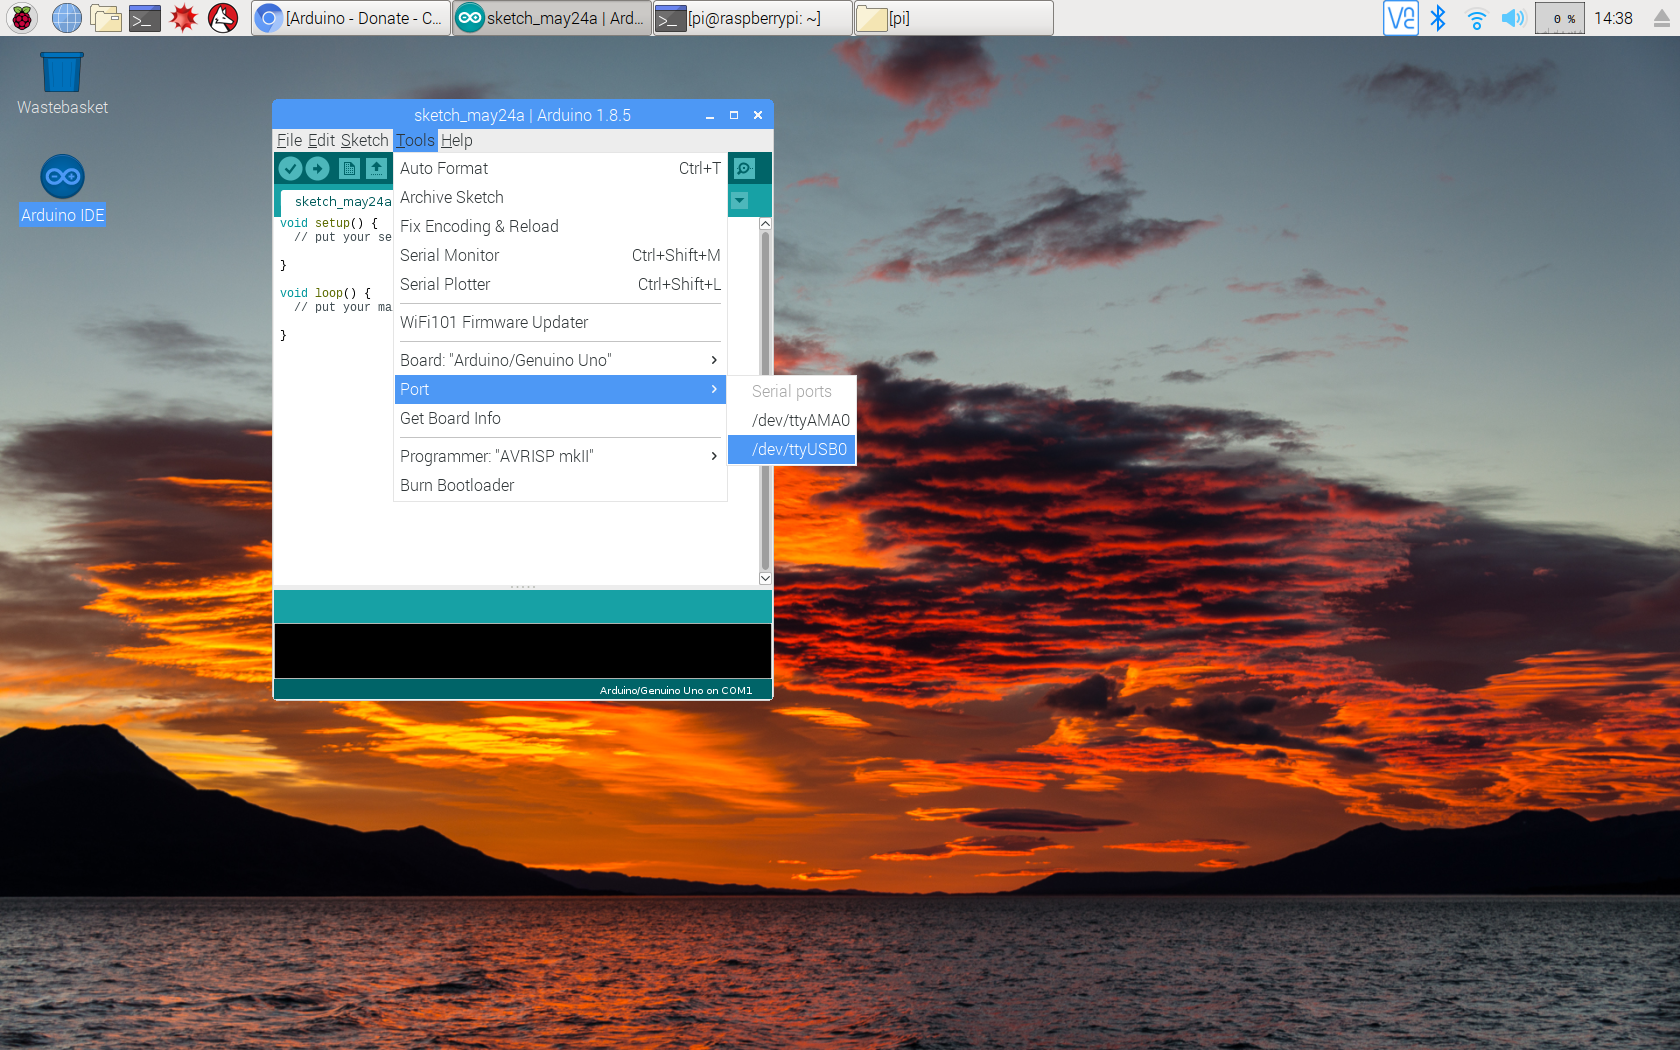 [Arduino - Donate - C...
sketch_may24a | Ard...
[pi@raspberrypi: ~]
[pi]
0 %
14:38
Wastebasket
Arduino IDE
sketch_may24a | Arduino 1.8.5
File Edit Sketch Tools Help
sketch_may24a
void setup() {
// put your se
}
void loop() {
// put your ma
}
Auto Format Ctrl+T
Archive Sketch
Fix Encoding & Reload
Serial Monitor Ctrl+Shift+M
Serial Plotter Ctrl+Shift+L
WiFi101 Firmware Updater
Board: "Arduino/Genuino Uno"
Port
Get Board Info
Programmer: "AVRISP mkII"
Burn Bootloader
Serial ports
/dev/ttyAMA0
/dev/ttyUSB0
Arduino/Genuino Uno on COM1